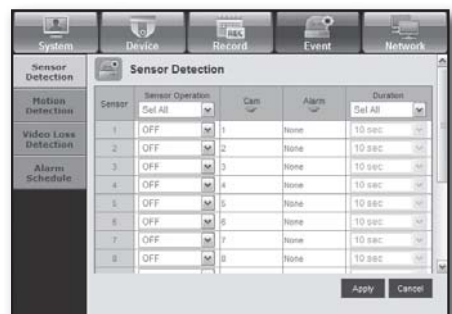 System Device Record Event Network
REC
Sensor Detection
Motion Detection
Video Loss Detection
Alarm Schedule
Sensor Detection
Sensor Sensor Operation Cam Alarm Duration
Sel All Sel All
1 OFF 1 None 10 sec
2 OFF 2 None 10 sec
3 OFF 3 None 10 sec
4 OFF 4 None 10 sec
5 OFF 5 None 10 sec
6 OFF 6 None 10 sec
7 OFF 7 None 10 sec
8 OFF 8 None 10 sec
Apply Cancel